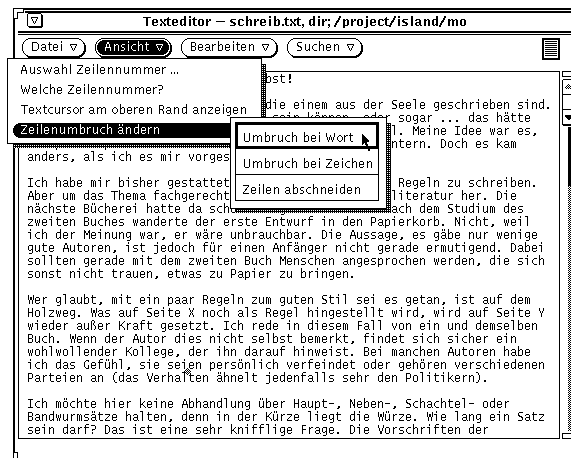 Texteditor — schreib.txt, dir; /project/island/mo
Datei Ansicht Bearbeiten Suchen
Auswahl Zeilennummer ...
Welche Zeilennummer?
Textcursor am oberen Rand anzeigen
Zeilenumbruch ändern
Umbruch bei Wort
Umbruch bei Zeichen
Zeilen abschneiden
bst!
die einem aus der Seele geschrieben sind.
oder sogar ... das hätte
l. Meine Idee war es,
ntern. Doch es kam
anders, als ich es mir vorges
Ich habe mir bisher gestattet Regeln zu schreiben.
Aber um das Thema fachgerecht literatur her. Die
nächste Bücherei hatte da sch ach dem Studium des
zweiten Buches wanderte der erste Entwurf in den Papierkorb. Nicht, weil
ich der Meinung war, er wäre unbrauchbar. Die Aussage, es gäbe nur wenige
gute Autoren, ist jedoch für einen Anfänger nicht gerade ermutigend. Dabei
sollten gerade mit dem zweiten Buch Menschen angesprochen werden, die sich
sonst nicht trauen, etwas zu Papier zu bringen.
Wer glaubt, mit ein paar Regeln zum guten Stil sei es getan, ist auf dem
Holzweg. Was auf Seite X noch als Regel hingestellt wird, wird auf Seite Y
wieder außer Kraft gesetzt. Ich rede in diesem Fall von ein und demselben
Buch. Wenn der Autor dies nicht selbst bemerkt, findet sich sicher ein
wohlwollender Kollege, der ihn darauf hinweist. Bei manchen Autoren habe
ich das Gefühl, sie seien persönlich verfeindet oder gehören verschiedenen
Parteien an (das Verhalten ähnelt jedenfalls sehr den Politikern).
Ich möchte hier keine Abhandlung über Haupt-, Neben-, Schachtel- oder
Bandwurmsätze halten, denn in der Kürze liegt die Würze. Wie lang ein Satz
sein darf? Das ist eine sehr knifflige Frage. Die Vorschriften der